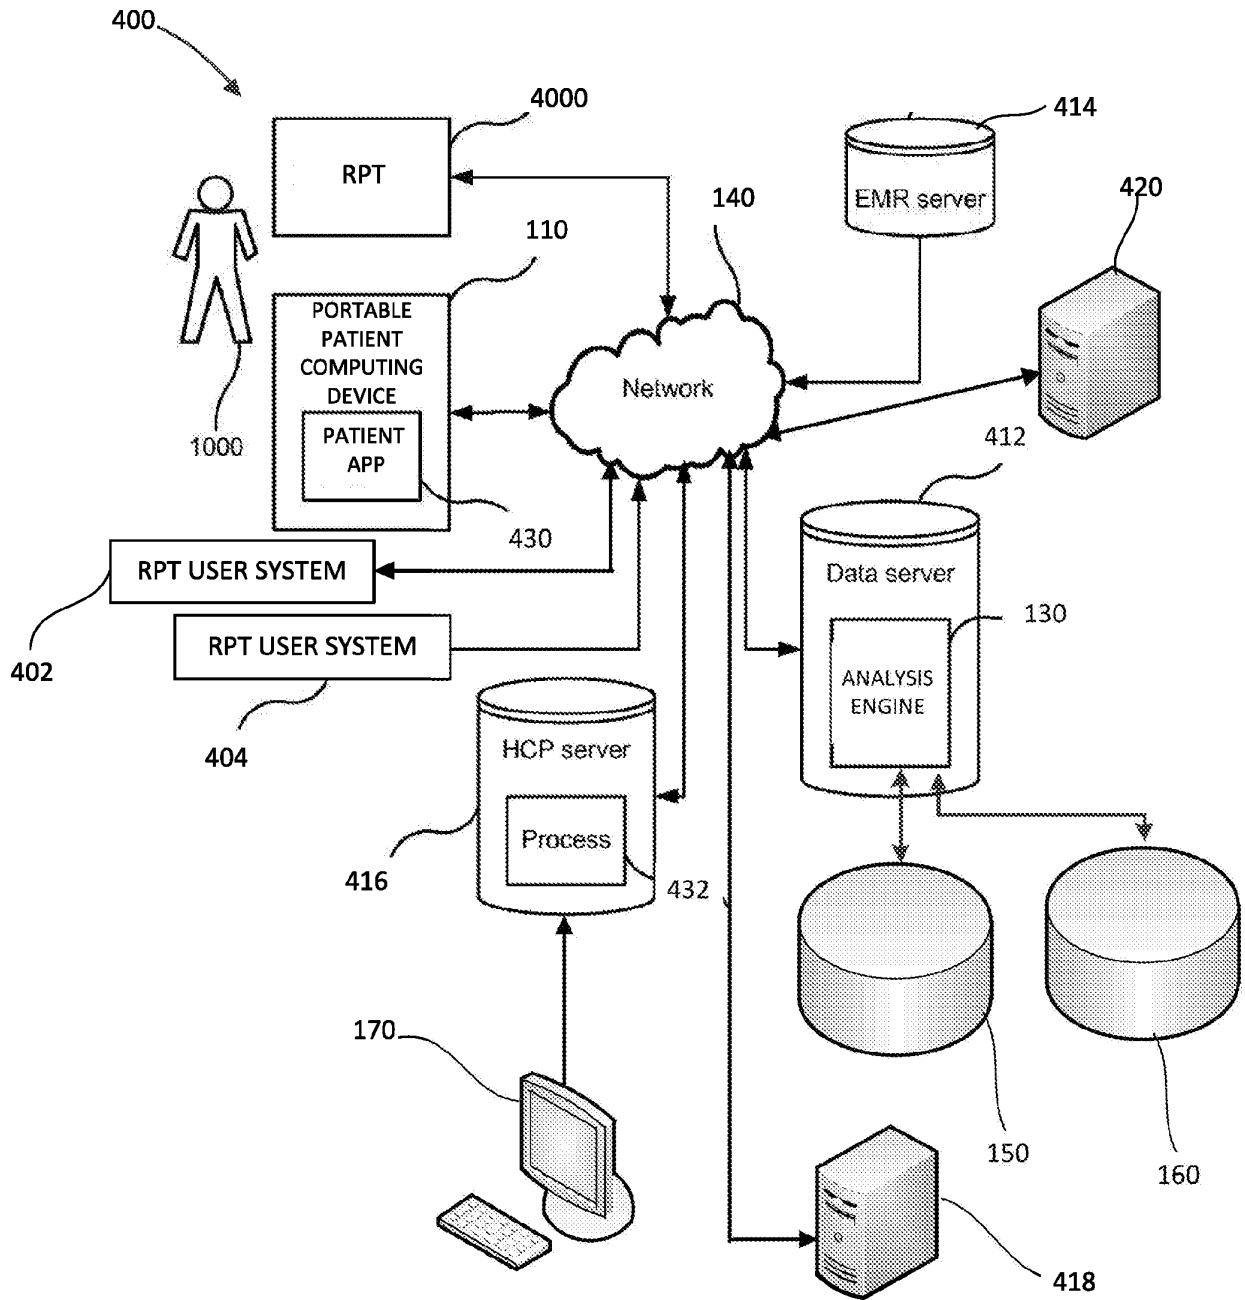 400
4000
RPT
414
EMR server
420
140
110
PORTABLE
PATIENT
COMPUTING
DEVICE
PATIENT
APP
Network
1000
412
430
RPT USER SYSTEM
Data server
130
402
RPT USER SYSTEM
ANALYSIS
ENGINE
404
HCP server
Process
416
432
170
150
160
418